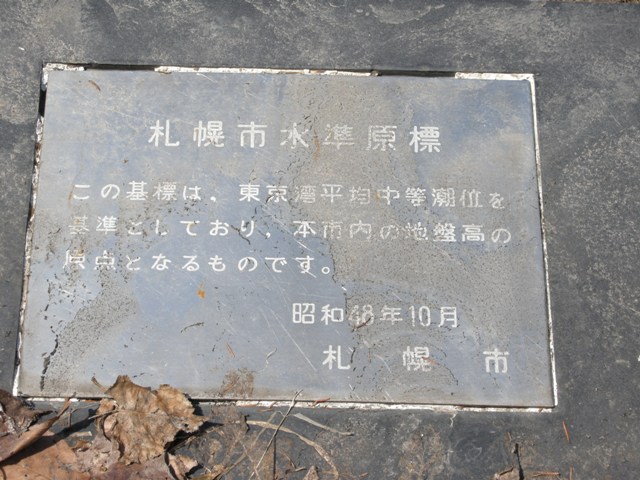 札幌市水準原標
この基標は、東京湾平均中等潮位を
基準としており、本市内の地盤高の
原点となるものです。
昭和48年10月
札幌市